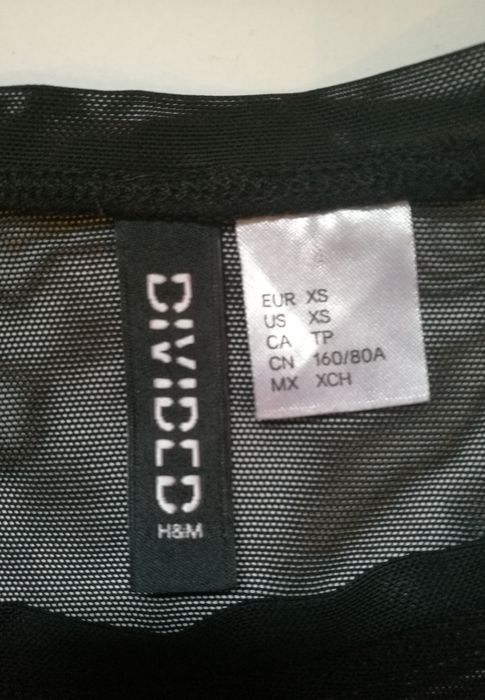 DIVIDED
H&M
EUR XS
US XS
CA TP
CN 160/80A
MX XCH